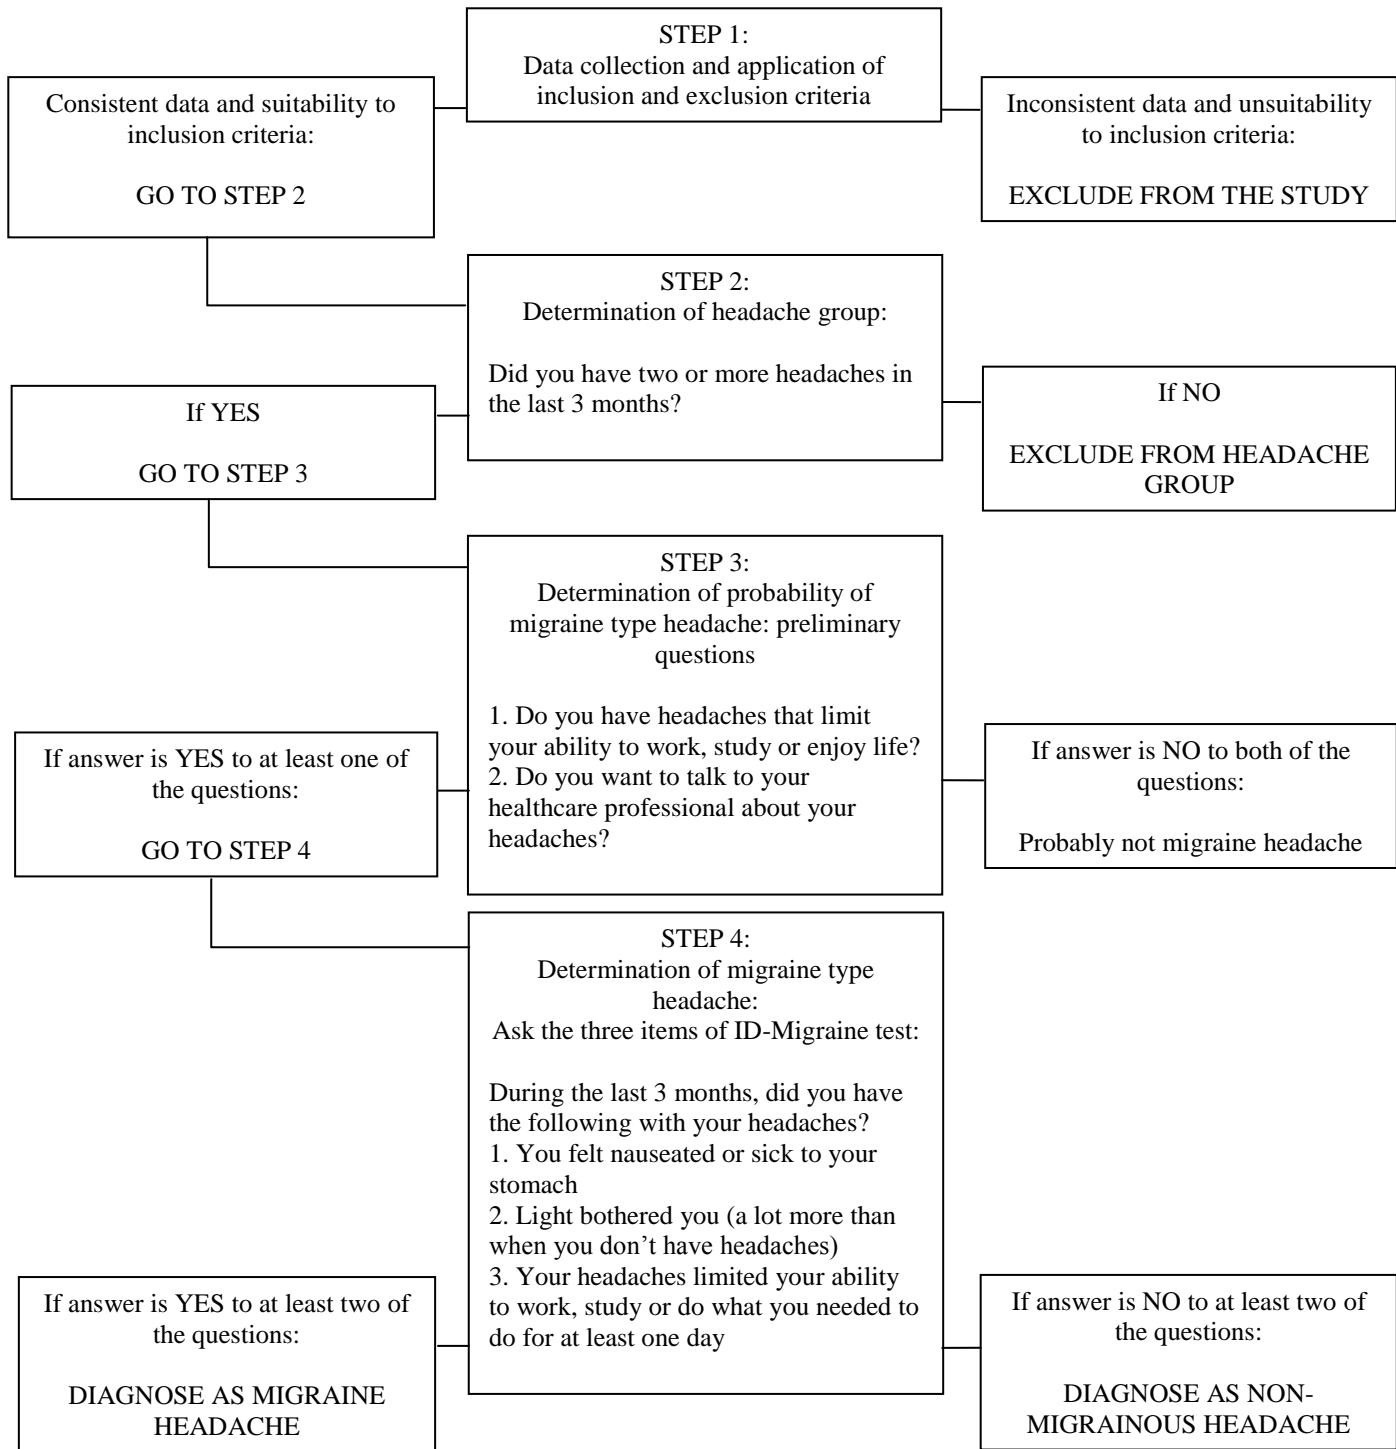 STEP 1:
Data collection and application of
inclusion and exclusion criteria
Consistent data and suitability to
inclusion criteria:
GO TO STEP 2
Inconsistent data and unsuitability
to inclusion criteria:
EXCLUDE FROM THE STUDY
STEP 2:
Determination of headache group:
Did you have two or more headaches in
the last 3 months?
If YES
GO TO STEP 3
If NO
EXCLUDE FROM HEADACHE
GROUP
STEP 3:
Determination of probability of
migraine type headache: preliminary
questions
1. Do you have headaches that limit
your ability to work, study or enjoy life?
2. Do you want to talk to your
healthcare professional about your
headaches?
If answer is YES to at least one of
the questions:
GO TO STEP 4
If answer is NO to both of the
questions:
Probably not migraine headache
STEP 4:
Determination of migraine type
headache:
Ask the three items of ID-Migraine test:
During the last 3 months, did you have
the following with your headaches?
1. You felt nauseated or sick to your
stomach
2. Light bothered you (a lot more than
when you don’t have headaches)
3. Your headaches limited your ability
to work, study or do what you needed to
do for at least one day
If answer is YES to at least two of
the questions:
DIAGNOSE AS MIGRAINE
HEADACHE
If answer is NO to at least two of
the questions:
DIAGNOSE AS NON-
MIGRAINOUS HEADACHE